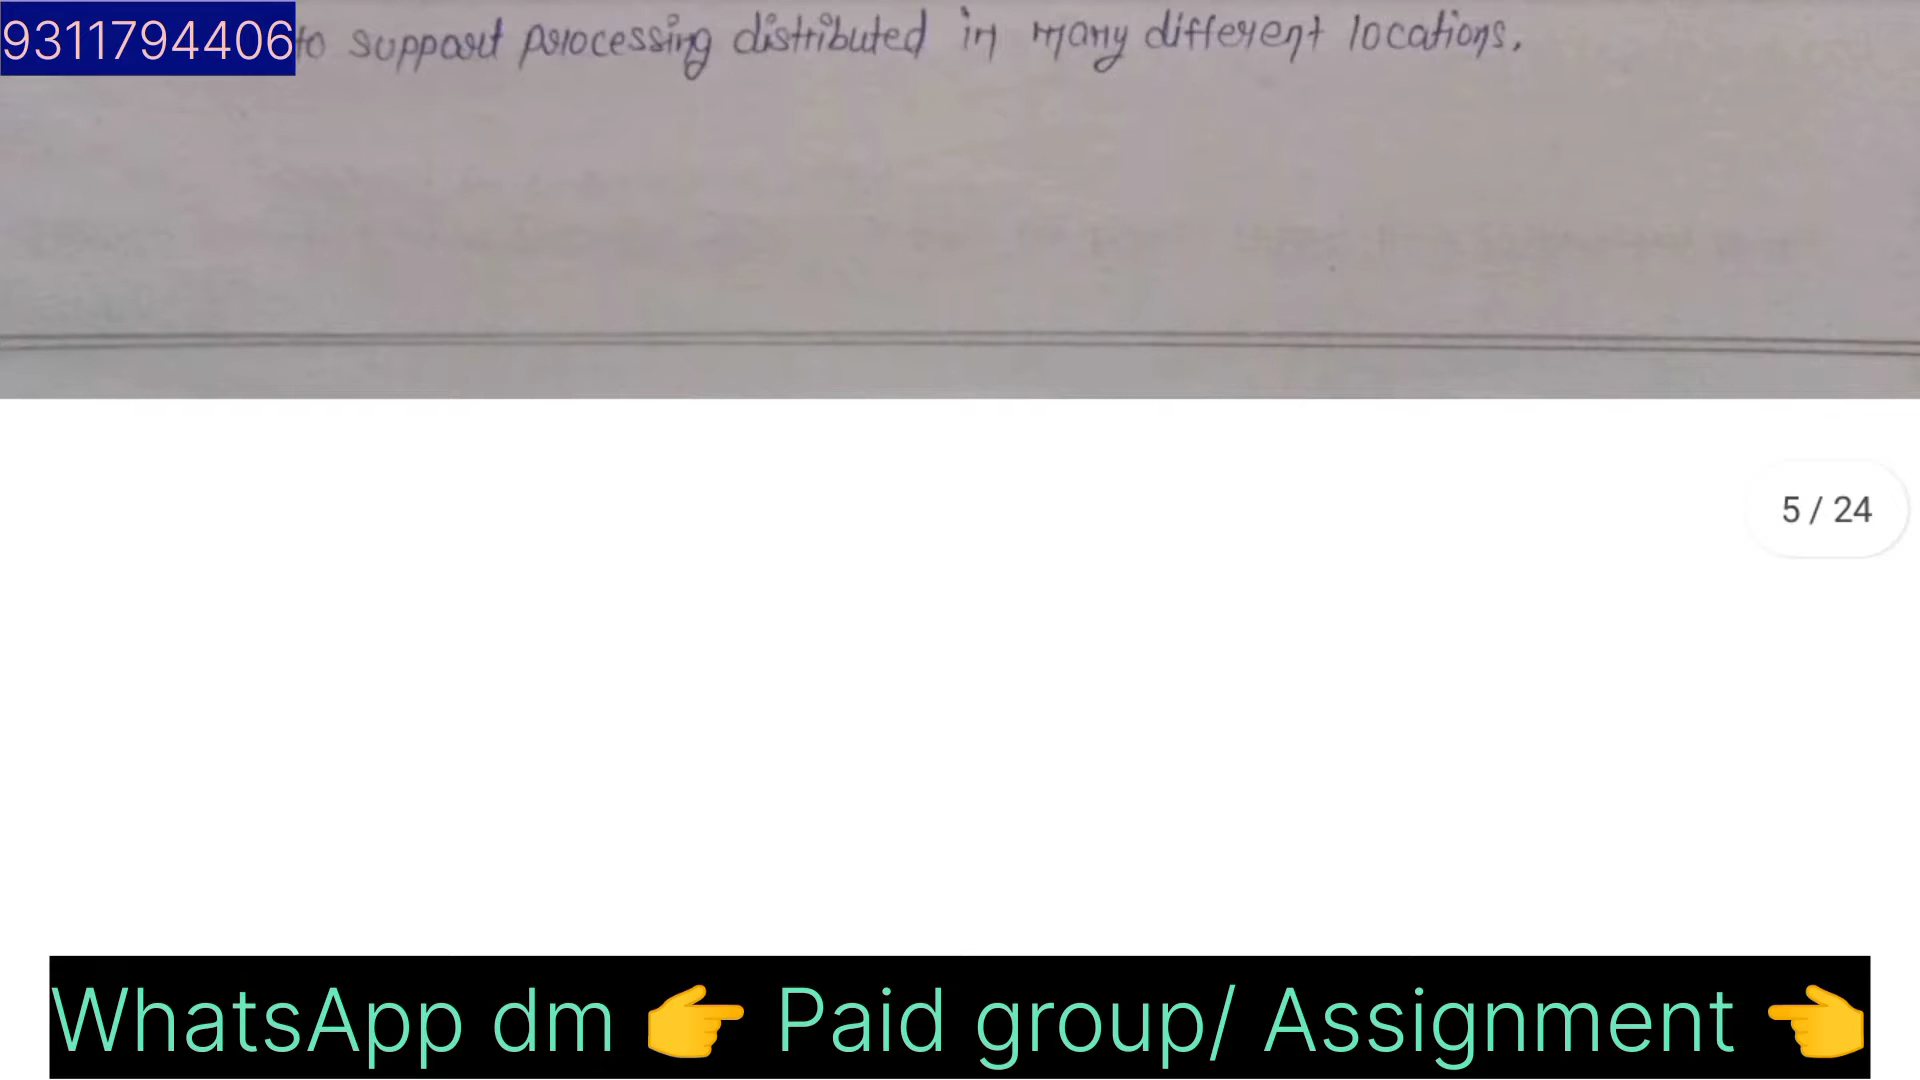 9311794406 to support processing distributed in many different locations.
5 / 24
WhatsApp dm 👉 Paid group/ Assignment 👈